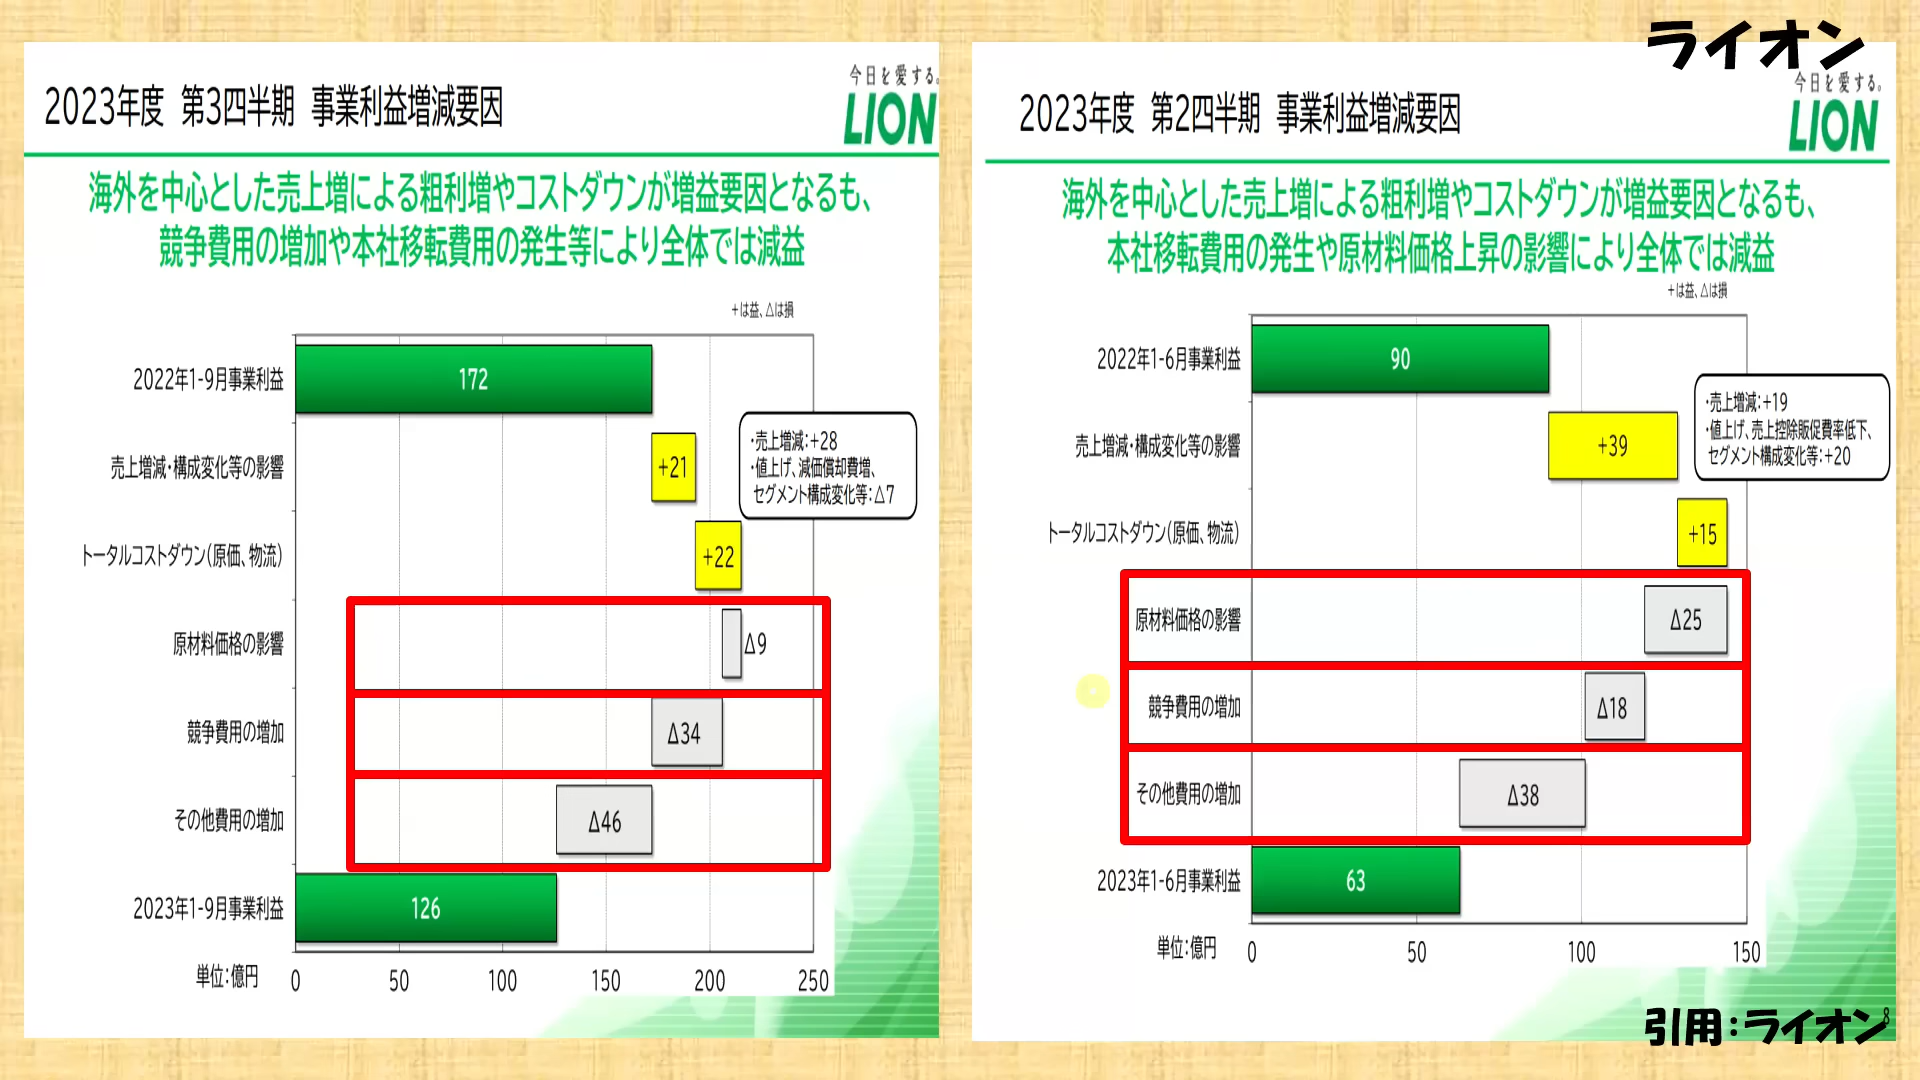 ライオン
2023年度 第3四半期 事業利益増減要因
今日を愛する。
LION
海外を中心とした売上増による粗利増やコストダウンが増益要因となるも、
競争費用の増加や本社移転費用の発生等により全体では減益
+は益、△は損
2022年1-9月事業利益
172
売上増減・構成変化等の影響
+21
・売上増減：+28
・値上げ、減価償却費増、
セグメント構成変化等：△7
トータルコストダウン（原価、物流）
+22
原材料価格の影響
Δ9
競争費用の増加
Δ34
その他費用の増加
Δ46
2023年1-9月事業利益
126
単位：億円
0 50 100 150 200 250
2023年度 第2四半期 事業利益増減要因
今日を愛する。
LION
海外を中心とした売上増による粗利増やコストダウンが増益要因となるも、
本社移転費用の発生や原材料価格上昇の影響により全体では減益
+は益、△は損
2022年1-6月事業利益
90
売上増減・構成変化等の影響
+39
・売上増減：+19
・値上げ、売上控除販促費率低下、
セグメント構成変化等：+20
トータルコストダウン（原価、物流）
+15
原材料価格の影響
Δ25
競争費用の増加
Δ18
その他費用の増加
Δ38
2023年1-6月事業利益
63
単位：億円
0 50 100 150
8
引用：ライオン